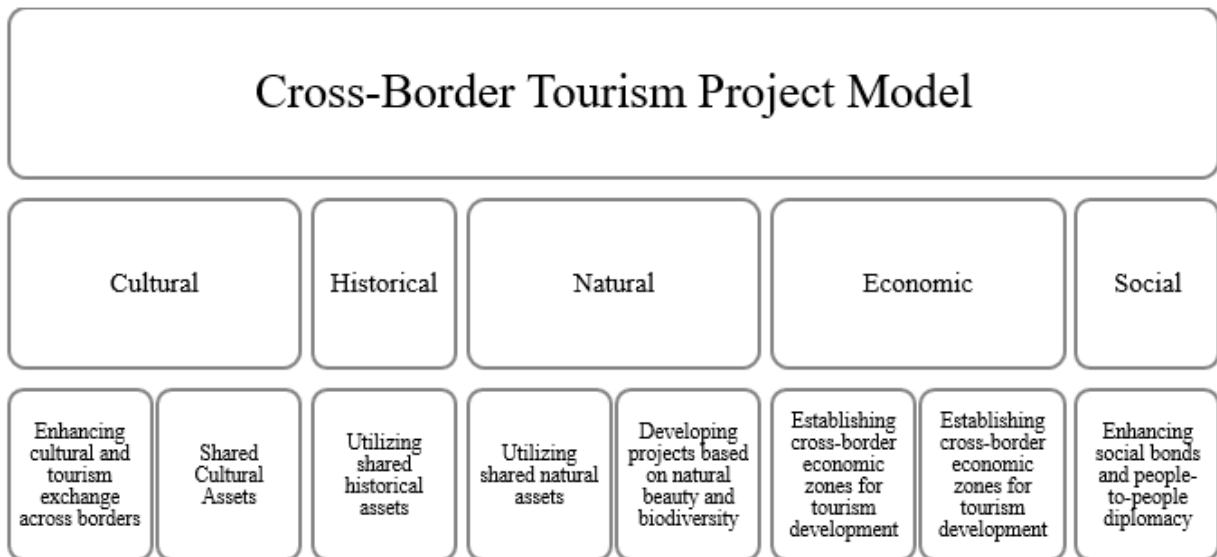 Cross-Border Tourism Project Model
Cultural
Historical
Natural
Economic
Social
Enhancing
cultural and
tourism
exchange
across borders
Shared
Cultural
Assets
Utilizing
shared
historical
assets
Utilizing
shared natural
assets
Developing
projects based
on natural
beauty and
biodiversity
Establishing
cross-border
economic
zones for
tourism
development
Establishing
cross-border
economic
zones for
tourism
development
Enhancing
social bonds
and people-
to-people
diplomacy